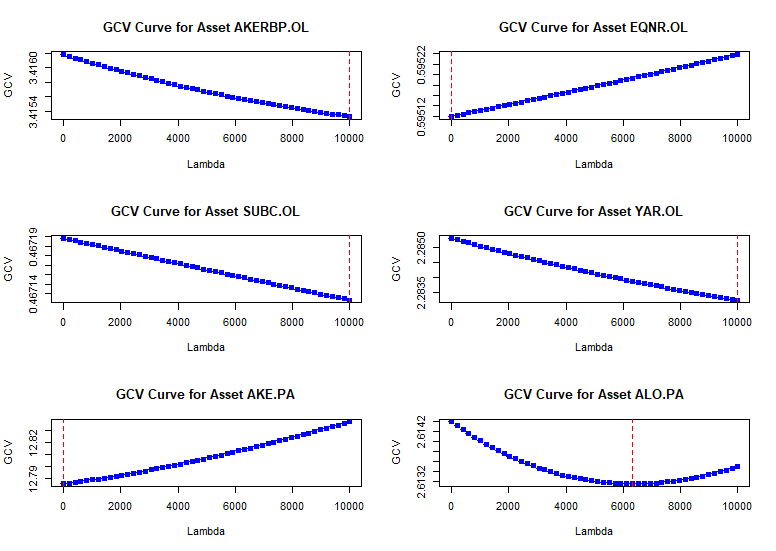 GCV Curve for Asset AKERBP.OL
GCV
3.4160
3.4154
0 2000 4000 6000 8000 10000
Lambda
GCV Curve for Asset EQNR.OL
GCV
0.59522
0.59512
0 2000 4000 6000 8000 10000
Lambda
GCV Curve for Asset SUBC.OL
GCV
0.46719
0.46714
0 2000 4000 6000 8000 10000
Lambda
GCV Curve for Asset YAR.OL
GCV
2.2850
2.2835
0 2000 4000 6000 8000 10000
Lambda
GCV Curve for Asset AKE.PA
GCV
12.82
12.79
0 2000 4000 6000 8000 10000
Lambda
GCV Curve for Asset ALO.PA
GCV
2.6142
2.6132
0 2000 4000 6000 8000 10000
Lambda